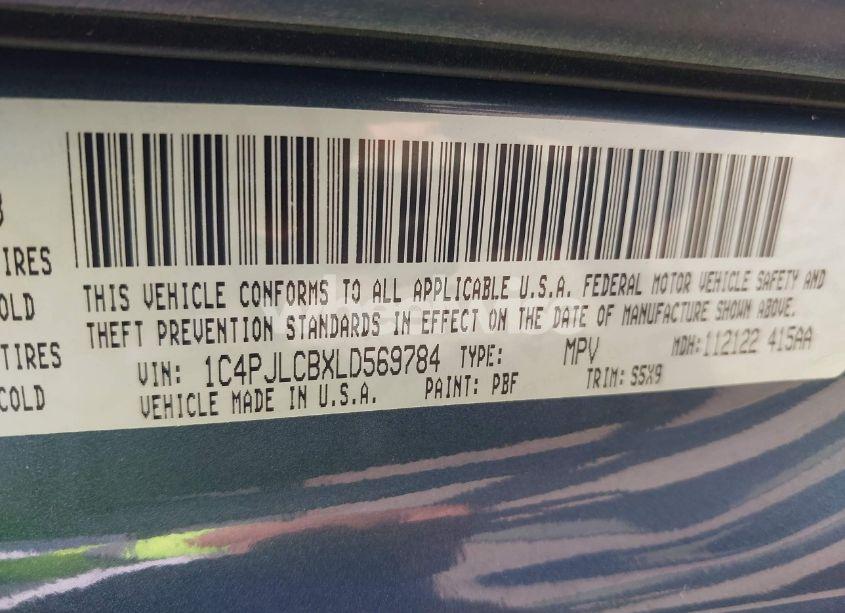 IRES
OLD
TIRES
COLD
THIS VEHICLE CONFORMS TO ALL APPLICABLE U.S.A. FEDERAL MOTOR VEHICLE SAFETY AND
THEFT PREVENTION STANDARDS IN EFFECT ON THE DATE OF MANUFACTURE SHOWN ABOVE.
VIN: 1C4PJLCBXLD569784 TYPE: MPV MDH: 112122 415AA
VEHICLE MADE IN U.S.A. PAINT: PBF TRIM: S5X9